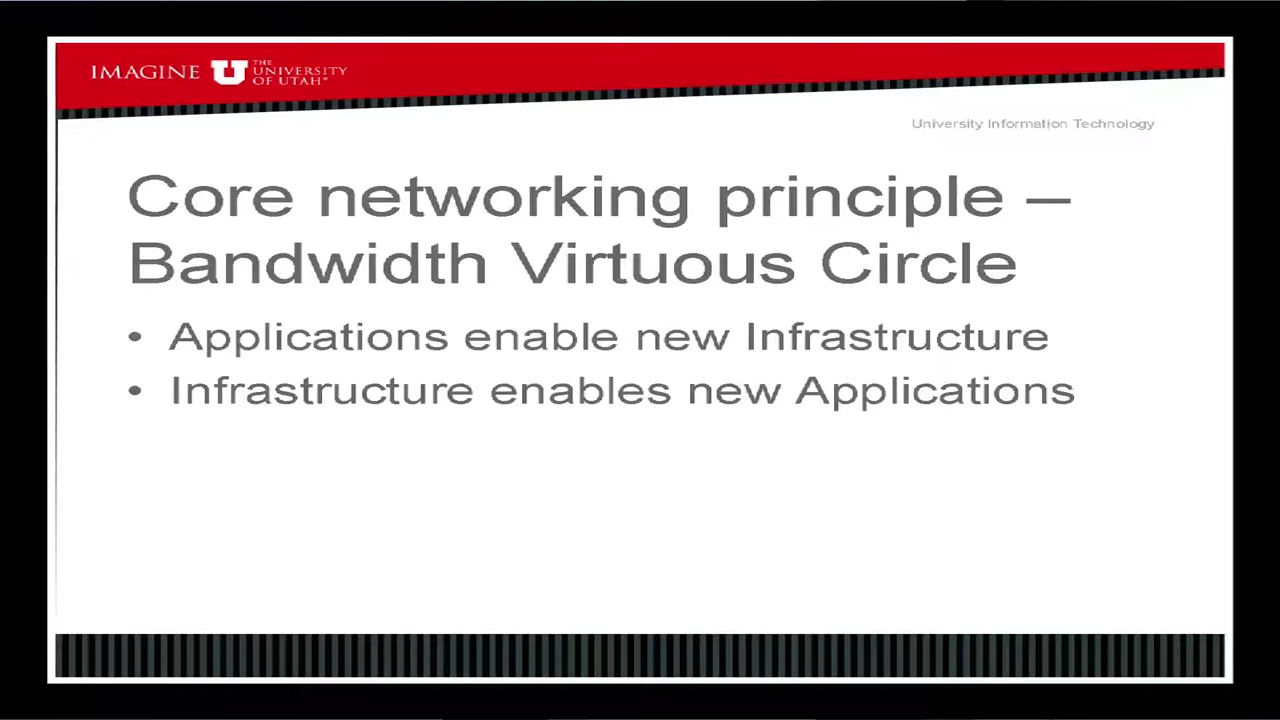 IMAGINE U THE UNIVERSITY OF UTAH®
University Information Technology
Core networking principle –
Bandwidth Virtuous Circle
• Applications enable new Infrastructure
• Infrastructure enables new Applications